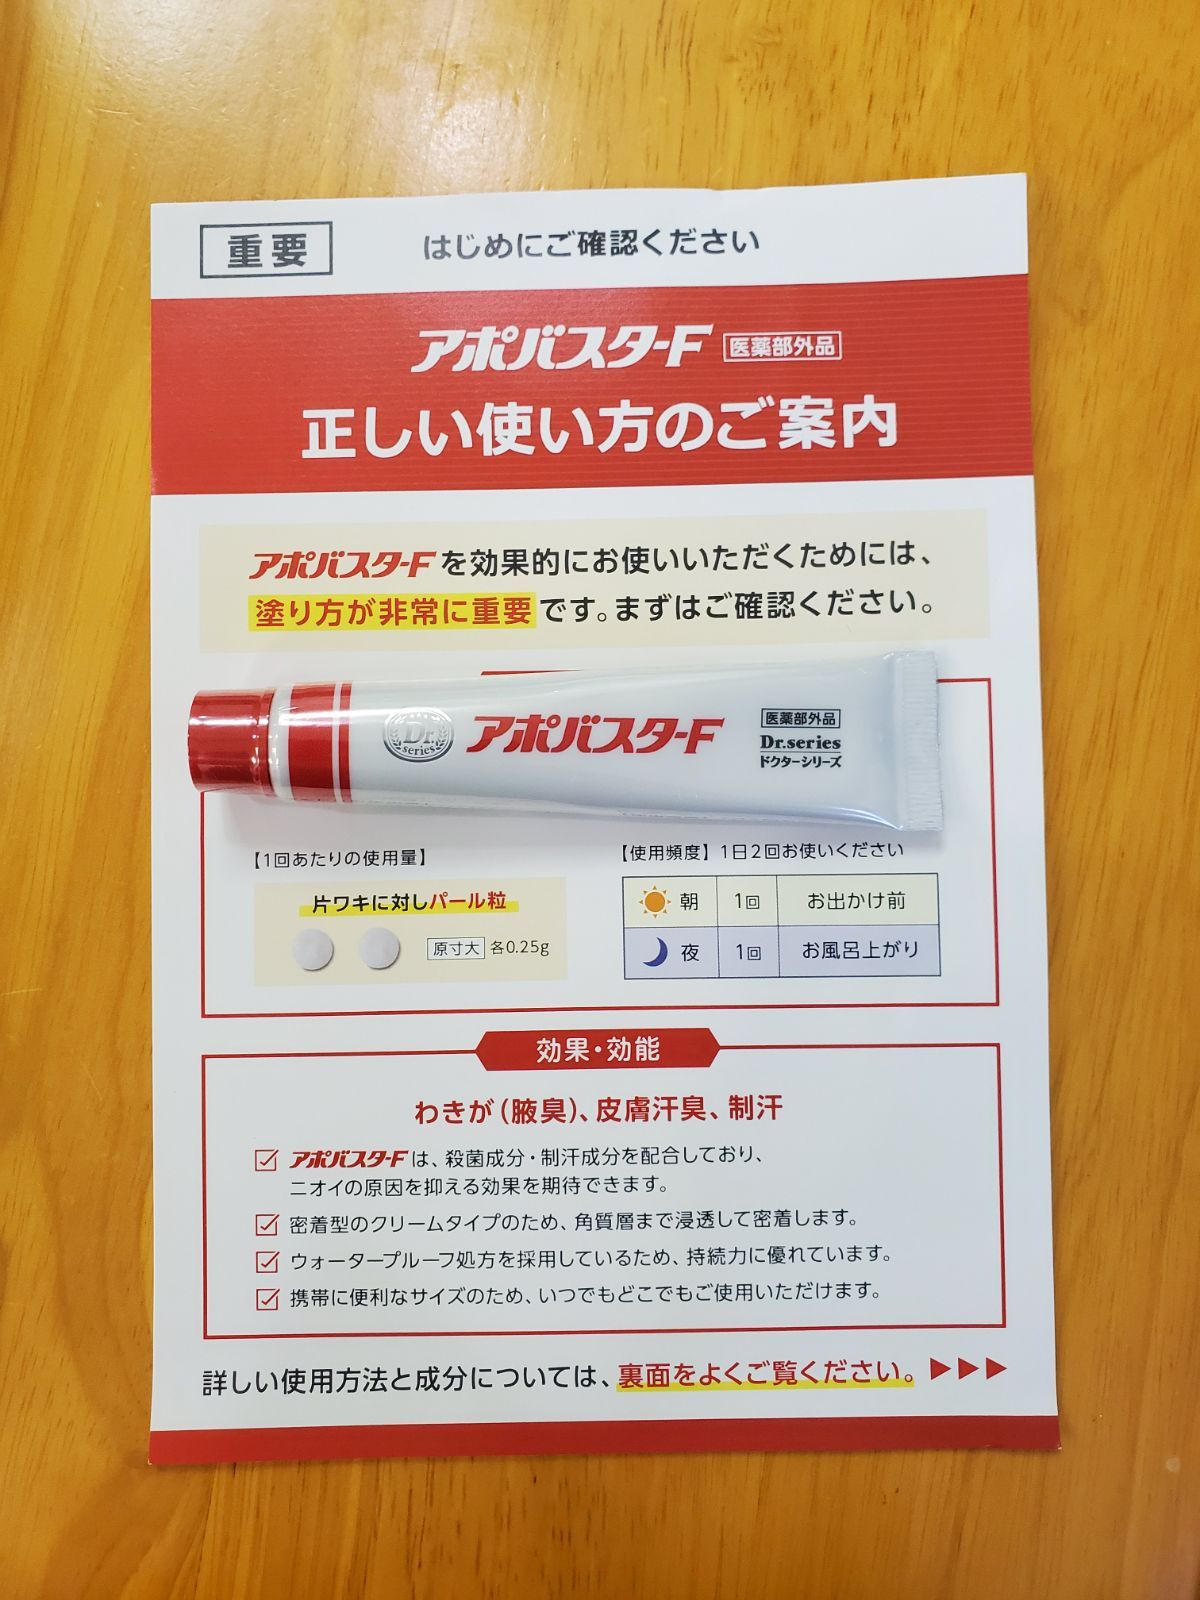 重要
はじめにご確認ください
アポバスターF 医薬部外品
正しい使い方のご案内
アポバスターFを効果的にお使いいただくためには、
塗り方が非常に重要です。まずはご確認ください。
Dr. series
アポバスターF
医薬部外品
Dr.series
ドクターシリーズ
【1回あたりの使用量】
片ワキに対しパール粒
原寸大 各0.25g
【使用頻度】1日2回お使いください
朝 1回 お出かけ前
夜 1回 お風呂上がり
効果・効能
わきが(腋臭)、皮膚汗臭、制汗
アポバスターFは、殺菌成分・制汗成分を配合しており、
ニオイの原因を抑える効果を期待できます。
密着型のクリームタイプのため、角質層まで浸透して密着します。
ウォータープルーフ処方を採用しているため、持続力に優れています。
携帯に便利なサイズのため、いつでもどこでもご使用いただけます。
詳しい使用方法と成分については、裏面をよくご覧ください。